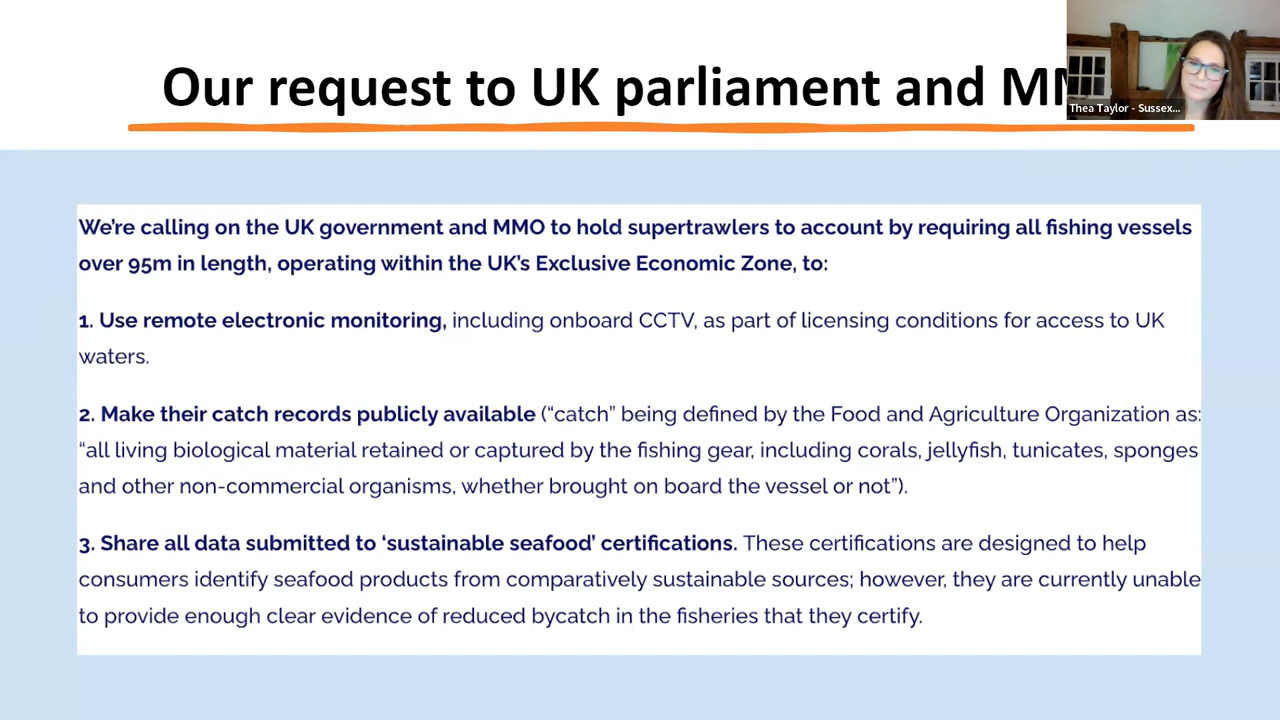 Our request to UK parliament and
Thea Taylor - Sussex...
We're calling on the UK government and MMO to hold supertrawlers to account by requiring all fishing vessels
over 95m in length, operating within the UK's Exclusive Economic Zone, to:
1. Use remote electronic monitoring, including onboard CCTV, as part of licensing conditions for access to UK
waters.
2. Make their catch records publicly available (“catch” being defined by the Food and Agriculture Organization as:
“all living biological material retained or captured by the fishing gear, including corals, jellyfish, tunicates, sponges
and other non-commercial organisms, whether brought on board the vessel or not”).
3. Share all data submitted to ‘sustainable seafood’ certifications. These certifications are designed to help
consumers identify seafood products from comparatively sustainable sources; however, they are currently unable
to provide enough clear evidence of reduced bycatch in the fisheries that they certify.